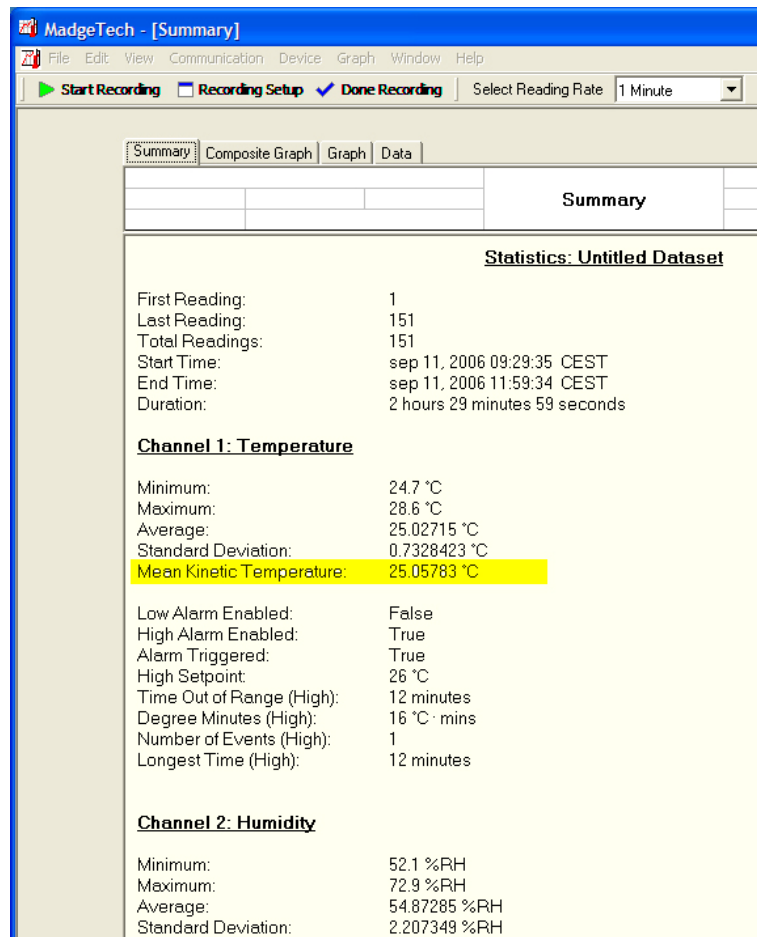 MadgeTech - [Summary]
File Edit View Communication Device Graph Window Help
Start Recording Recording Setup Done Recording Select Reading Rate 1 Minute
Summary Composite Graph Graph Data
Summary
Statistics: Untitled Dataset
First Reading: 1
Last Reading: 151
Total Readings: 151
Start Time: sep 11, 2006 09:29:35 CEST
End Time: sep 11, 2006 11:59:34 CEST
Duration: 2 hours 29 minutes 59 seconds
Channel 1: Temperature
Minimum: 24.7 °C
Maximum: 28.6 °C
Average: 25.02715 °C
Standard Deviation: 0.7328423 °C
Mean Kinetic Temperature: 25.05783 °C
Low Alarm Enabled: False
High Alarm Enabled: True
Alarm Triggered: True
High Setpoint: 26 °C
Time Out of Range (High): 12 minutes
Degree Minutes (High): 16 °C · mins
Number of Events (High): 1
Longest Time (High): 12 minutes
Channel 2: Humidity
Minimum: 52.1 %RH
Maximum: 72.9 %RH
Average: 54.87285 %RH
Standard Deviation: 2.207349 %RH